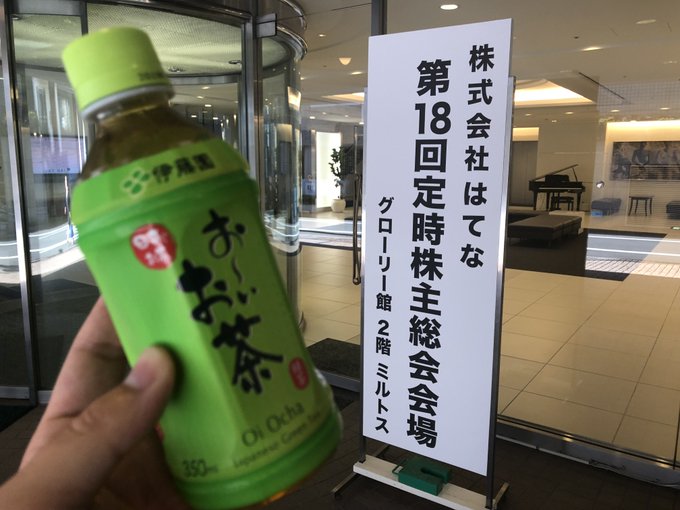 伊藤園
お〜い
お茶
Oi Ocha
Japanese Green Tea
350ml
株式会社はてな
第18回定時株主総会会場
グローリー館 2階 ミルトス